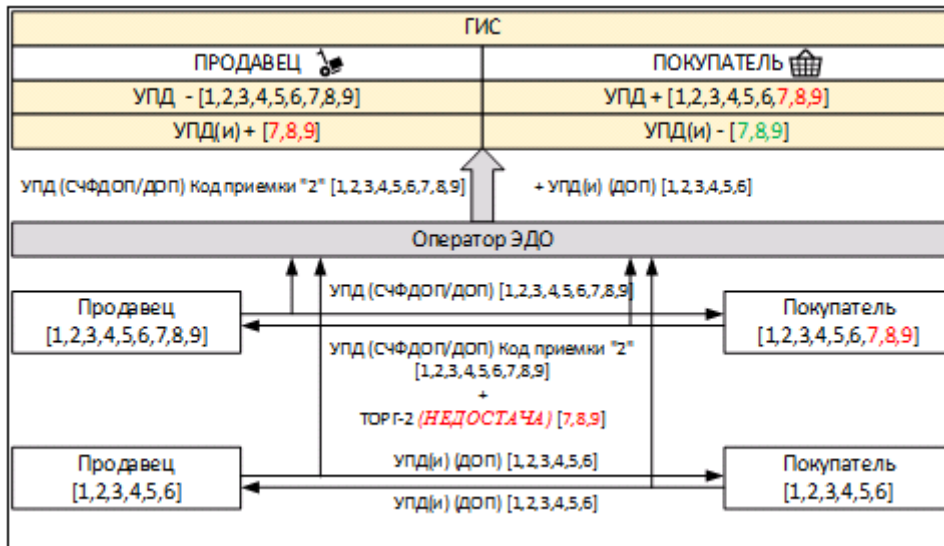 ГИС
ПРОДАВЕЦ
ПОКУПАТЕЛЬ
УПД - [1,2,3,4,5,6,7,8,9]
УПД + [1,2,3,4,5,6,7,8,9]
УПД(и) + [7,8,9]
УПД(и) - [7,8,9]
УПД (СЧФДОП/ДОП) Код приемки "2" [1,2,3,4,5,6,7,8,9]
+ УПД(и) (ДОП) [1,2,3,4,5,6]
Оператор ЭДО
УПД (СЧФДОП/ДОП) [1,2,3,4,5,6,7,8,9]
Продавец
[1,2,3,4,5,6,7,8,9]
Покупатель
[1,2,3,4,5,6,7,8,9]
УПД (СЧФДОП/ДОП) Код приемки "2"
[1,2,3,4,5,6,7,8,9]
+
ТОРГ-2 (НЕДОСТАЧА) [7,8,9]
Продавец
[1,2,3,4,5,6]
УПД(и) (ДОП) [1,2,3,4,5,6]
Покупатель
[1,2,3,4,5,6]
УПД(и) (ДОП) [1,2,3,4,5,6]